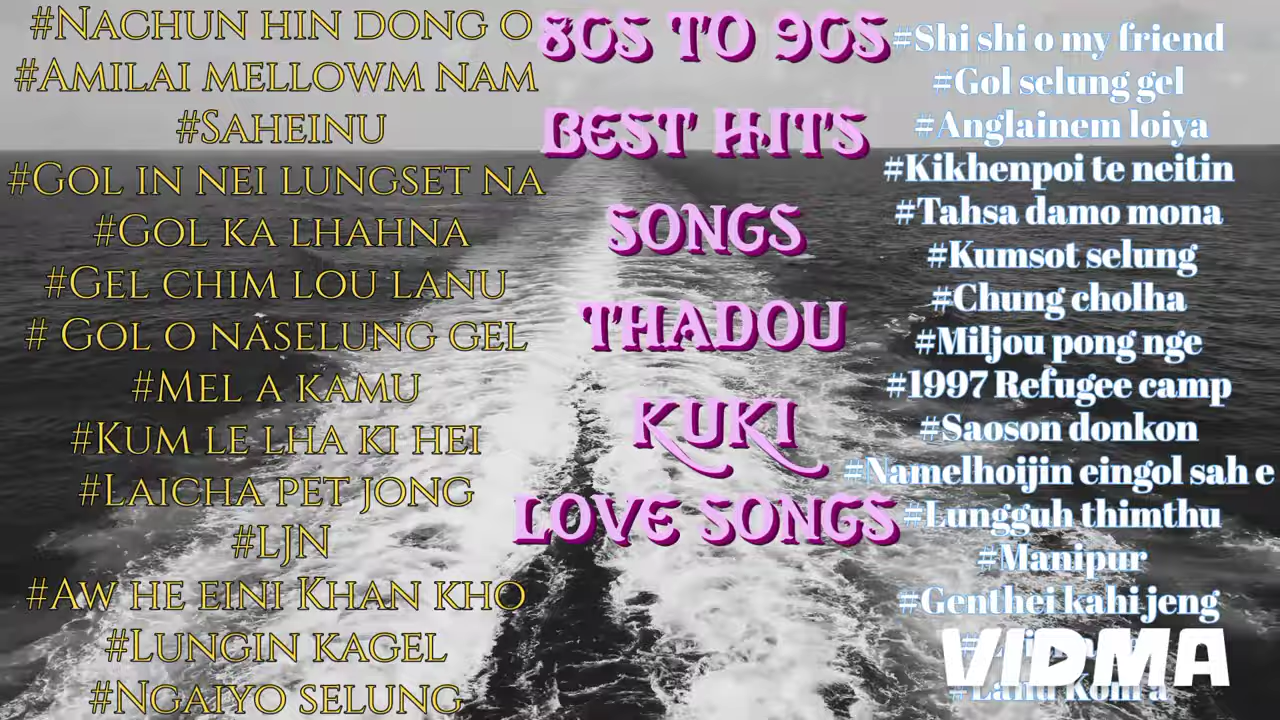 #Nachun hin dong o
#Amilai mellowm nam
#Saheinu
#Gol in nei lungset na
#Gol ka lhahna
#Gel chim lou lanu
# Gol o naselung gel
#Mel a kamu
#Kum le lha ki hei
#Laicha pet jong
#LJN
#Aw he eini Khan kho
#Lungin kagel
#Ngaiyo selung
80s to 90s
Best Hits
Songs
Thadou
Kuki
Love Songs
#Shi shi o my friend
#Gol selung gel
#Anglainem loiya
#Kikhenpoi te neitin
#Tahsa damo mona
#Kumsot selung
#Chung cholha
#Miljou pong nge
#1997 Refugee camp
#Saoson donkon
#Namelhoijin eingol sah e
#Lungguh thimthu
#Manipur
#Genthei kahi jeng
VIDMA